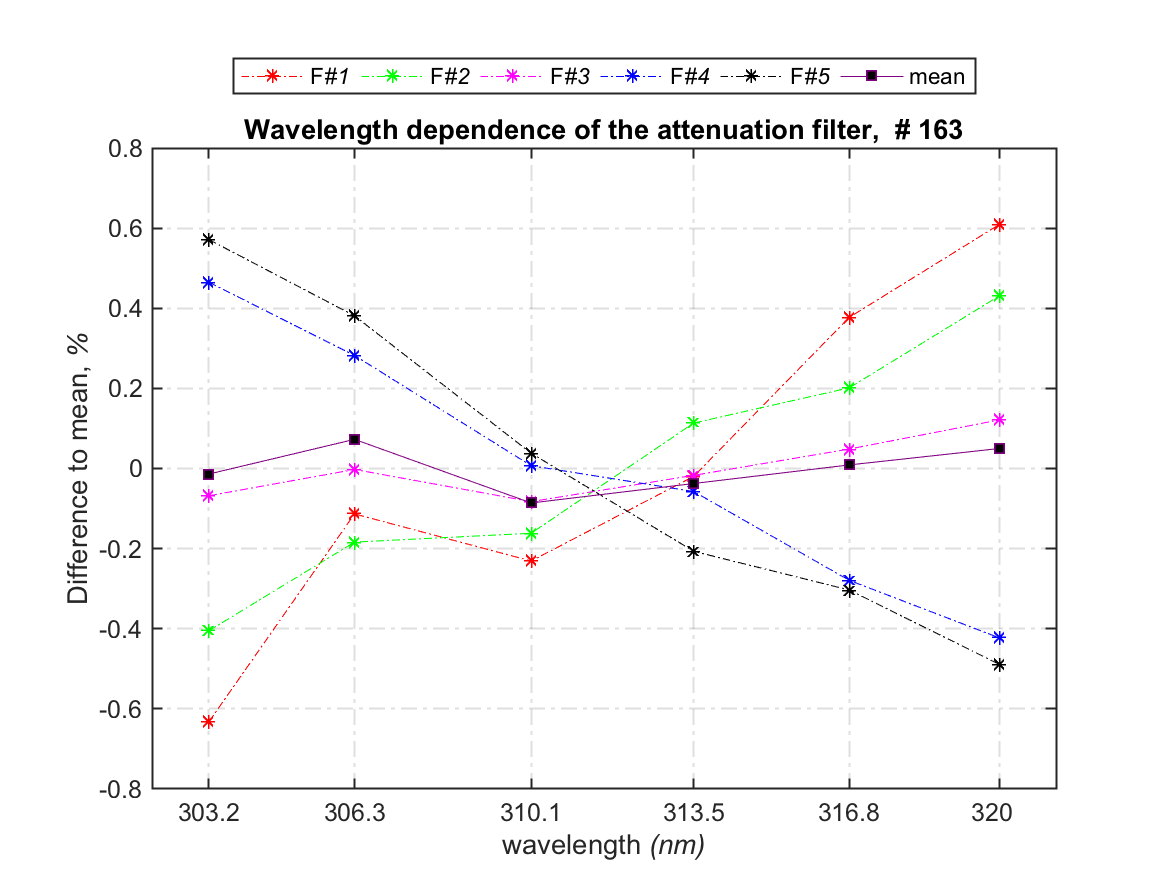 F#1 F#2 F#3 F#4 F#5 mean
Wavelength dependence of the attenuation filter, # 163
Difference to mean, %
0.8
0.6
0.4
0.2
0
-0.2
-0.4
-0.6
-0.8
303.2 306.3 310.1 313.5 316.8 320
wavelength (nm)